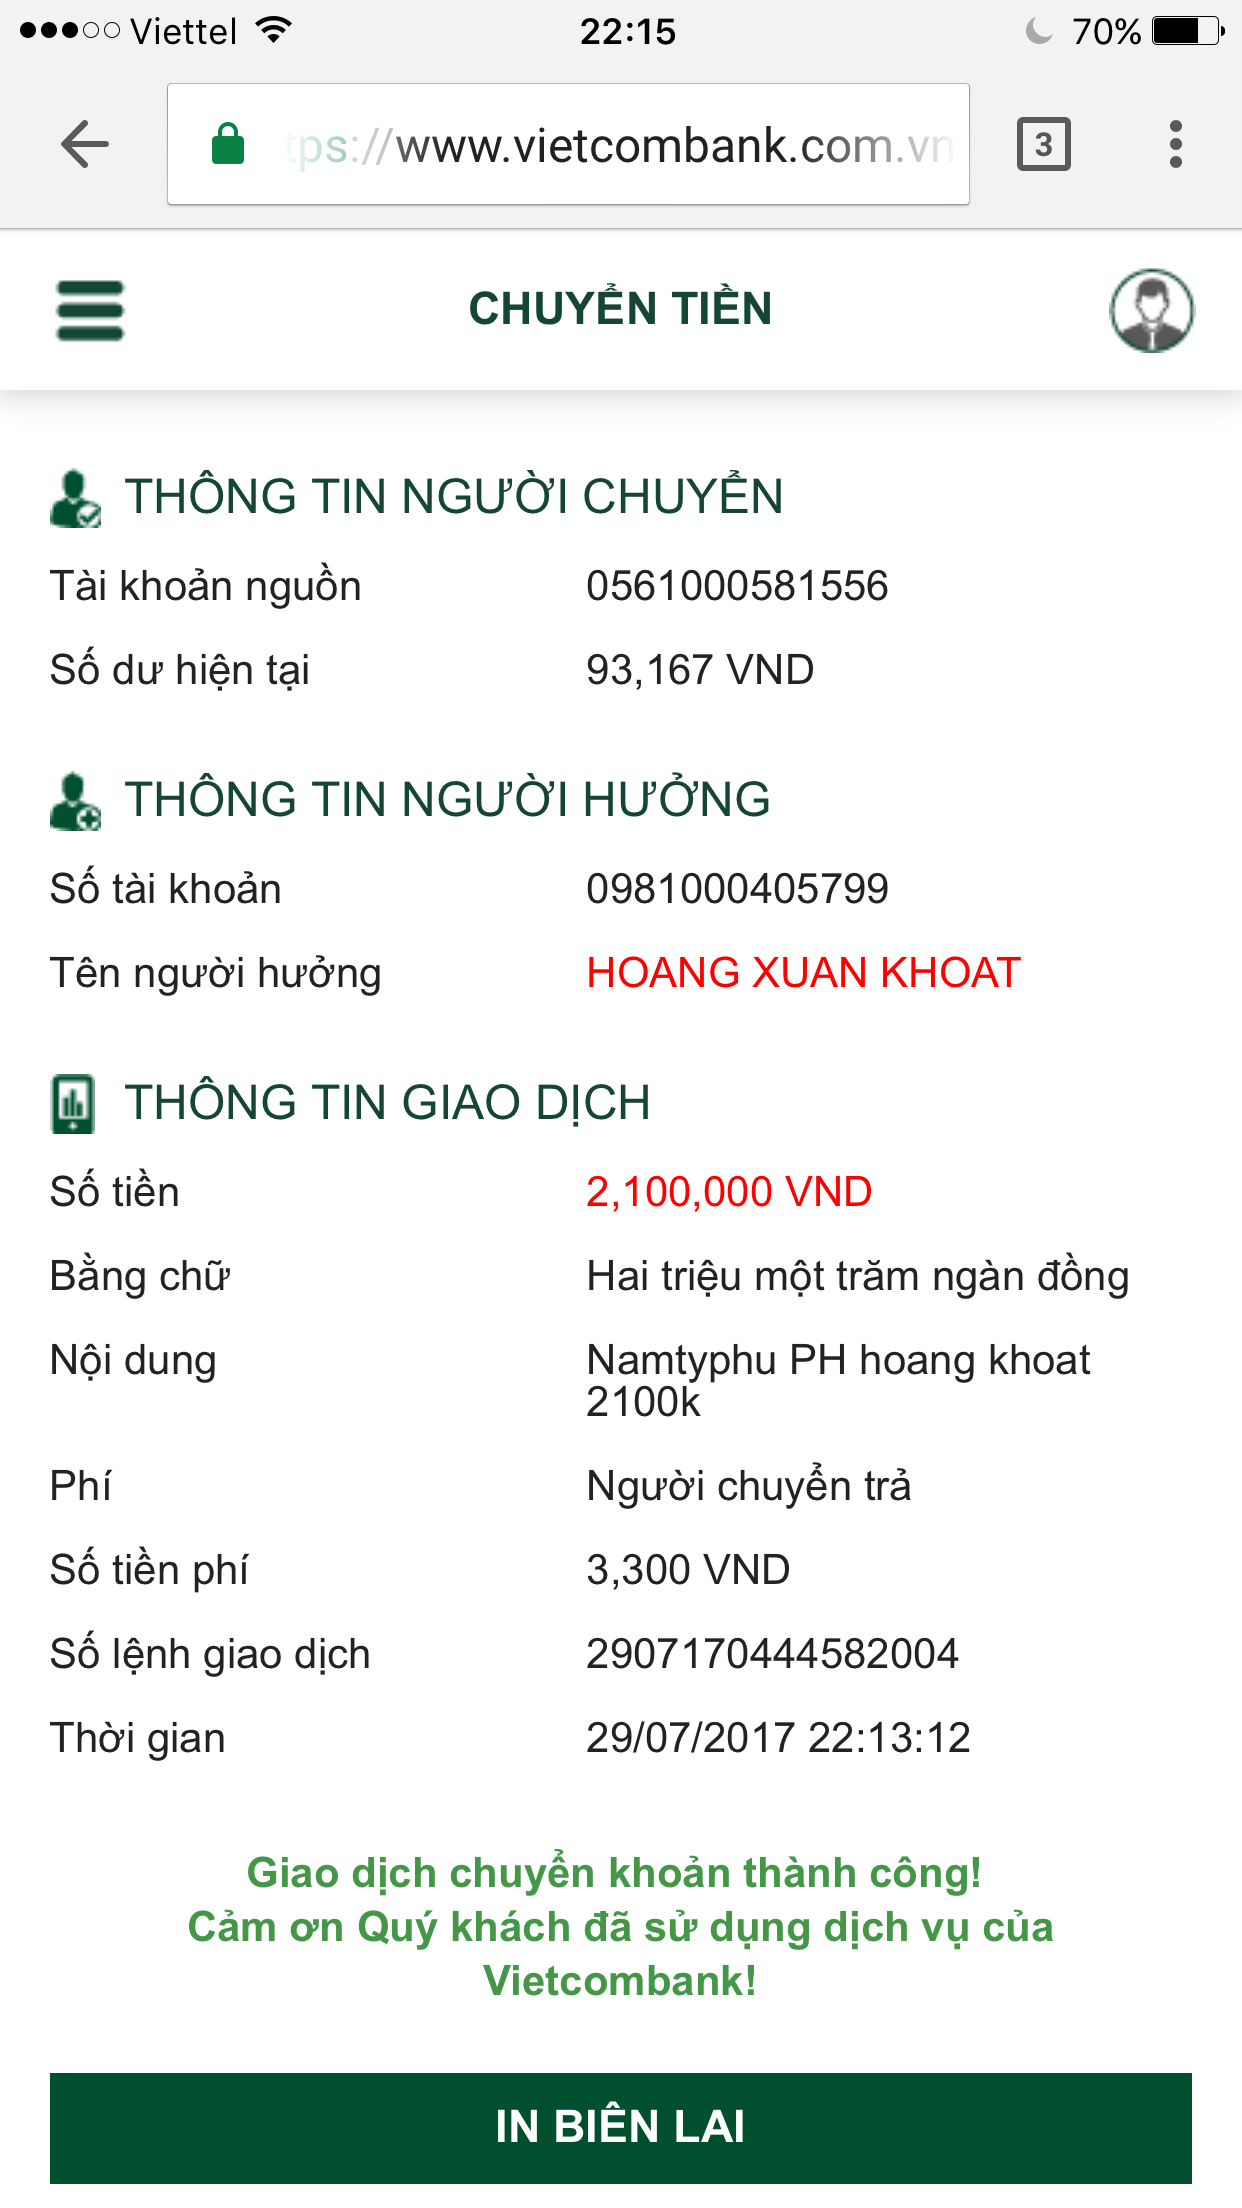 Viettel 22:15 70%
tps://www.vietcombank.com.vn 3
CHUYỂN TIỀN
THÔNG TIN NGƯỜI CHUYỂN
Tài khoản nguồn 0561000581556
Số dư hiện tại 93,167 VND
THÔNG TIN NGƯỜI HƯỞNG
Số tài khoản 0981000405799
Tên người hưởng HOANG XUAN KHOAT
THÔNG TIN GIAO DỊCH
Số tiền 2,100,000 VND
Bằng chữ Hai triệu một trăm ngàn đồng
Nội dung Namtyphu PH hoang khoat
2100k
Phí Người chuyển trả
Số tiền phí 3,300 VND
Số lệnh giao dịch 2907170444582004
Thời gian 29/07/2017 22:13:12
Giao dịch chuyển khoản thành công!
Cảm ơn Quý khách đã sử dụng dịch vụ của
Vietcombank!
IN BIÊN LAI